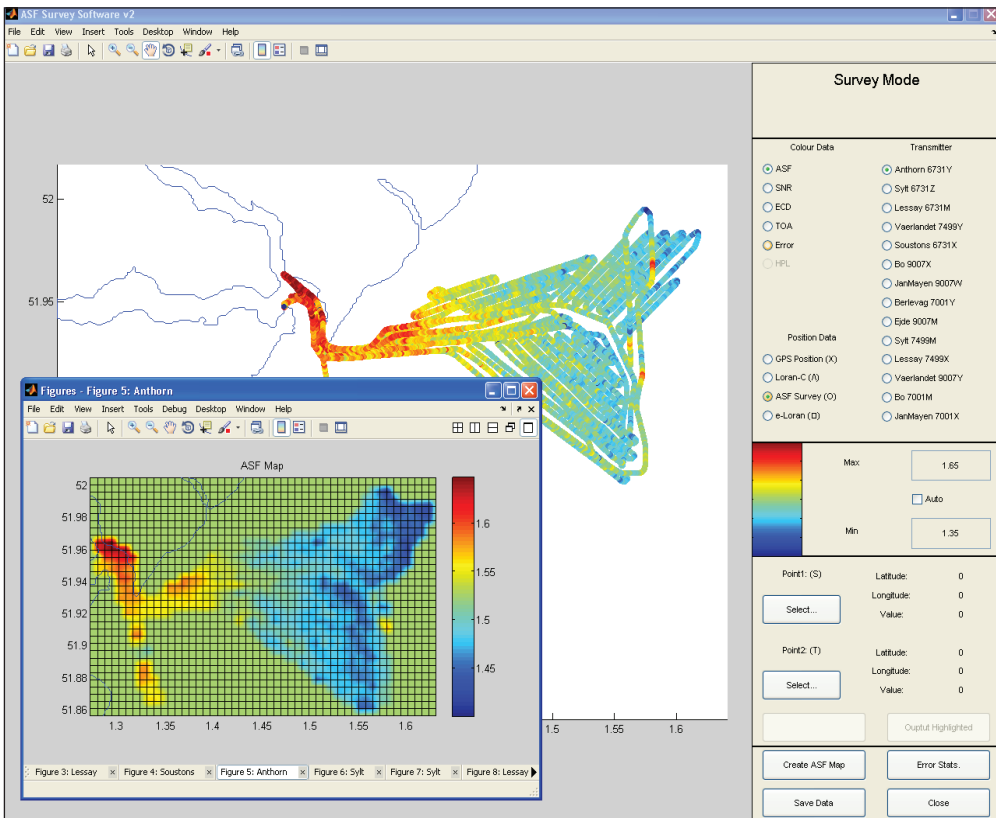 ASF Survey Software v2
File Edit View Insert Tools Desktop Window Help
Survey Mode
Colour Data
ASF
SNR
ECD
TOA
Error
HPL
Transmitter
Anthorn 6731Y
Sylt 6731Z
Lessay 6731M
Vaerlandet 7499Y
Soustons 6731X
Bo 9007X
JanMayen 9007W
Berlevag 7001Y
Ejde 9007M
Sylt 7499M
Lessay 7499X
Vaerlandet 9007Y
Bo 7001M
JanMayen 7001X
Position Data
GPS Position (X)
Loran-C (Λ)
ASF Survey (O)
e-Loran (□)
52
51.95
1.5
1.6
Max
1.65
Auto
Min
1.35
Point1: (S)
Latitude: 0
Longitude: 0
Select...
Value: 0
Point2: (T)
Latitude: 0
Longitude: 0
Select...
Value: 0
Ouptut Highlighted
Create ASF Map
Error Stats.
Save Data
Close
Figures - Figure 5: Anthorn
File Edit View Insert Tools Debug Desktop Window Help
ASF Map
52
51.98
51.96
51.94
51.92
51.9
51.88
51.86
1.3 1.35 1.4 1.45 1.5 1.55 1.6
1.6
1.55
1.5
1.45
Figure 3: Lessay
Figure 4: Soustons
Figure 5: Anthorn
Figure 6: Sylt
Figure 7: Sylt
Figure 8: Lessay